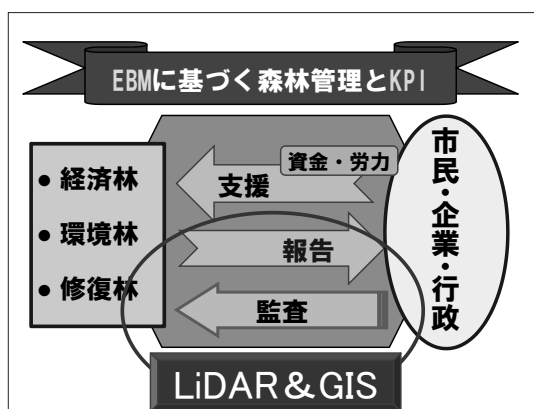 EBMに基づく森林管理とKPI
● 経済林
● 環境林
● 修復林
資金・労力
支援
報告
監査
市民・企業・行政
LiDAR＆GIS